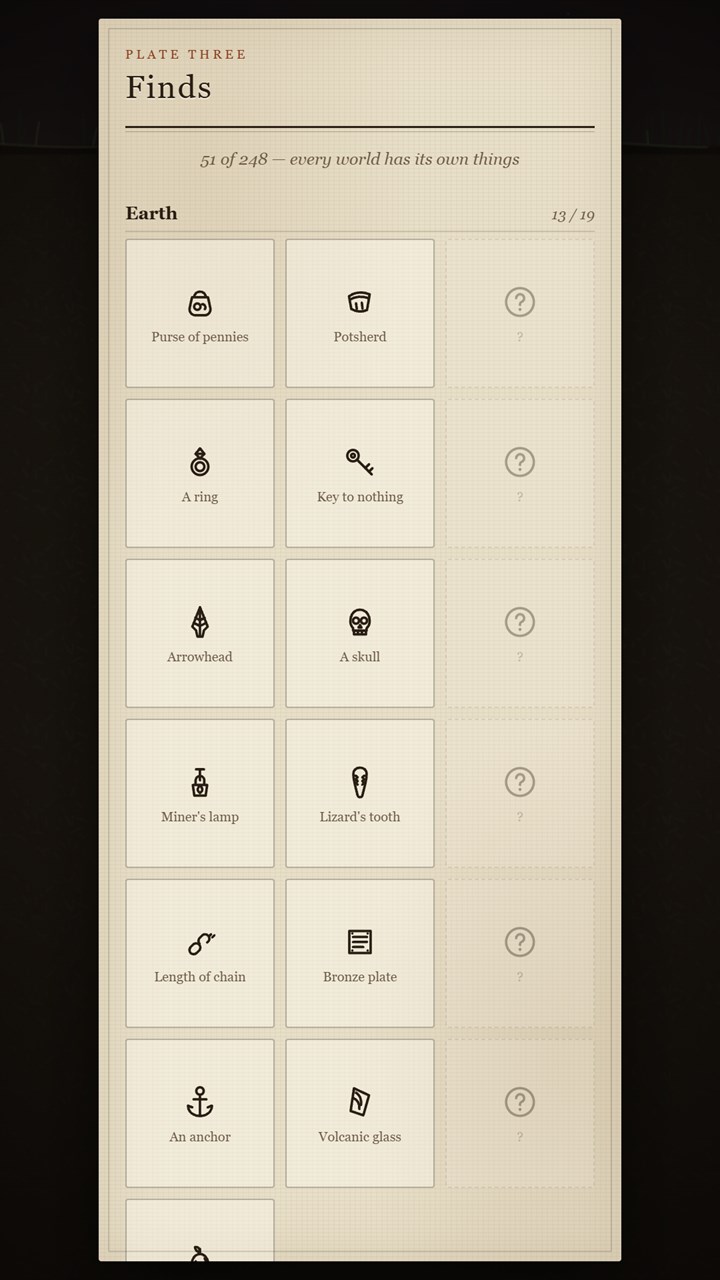 PLATE THREE
Finds
51 of 248 — every world has its own things
Earth
13 / 19
Purse of pennies
Potsherd
?
A ring
Key to nothing
?
Arrowhead
A skull
?
Miner's lamp
Lizard's tooth
?
Length of chain
Bronze plate
?
An anchor
Volcanic glass
?